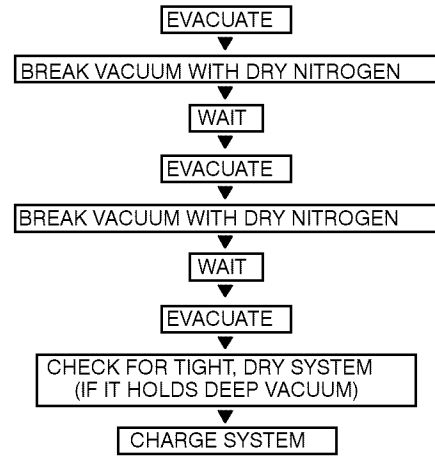 EVACUATE
BREAK VACUUM WITH DRY NITROGEN
WAIT
EVACUATE
BREAK VACUUM WITH DRY NITROGEN
WAIT
EVACUATE
CHECK FOR TIGHT, DRY SYSTEM
(IF IT HOLDS DEEP VACUUM)
CHARGE SYSTEM